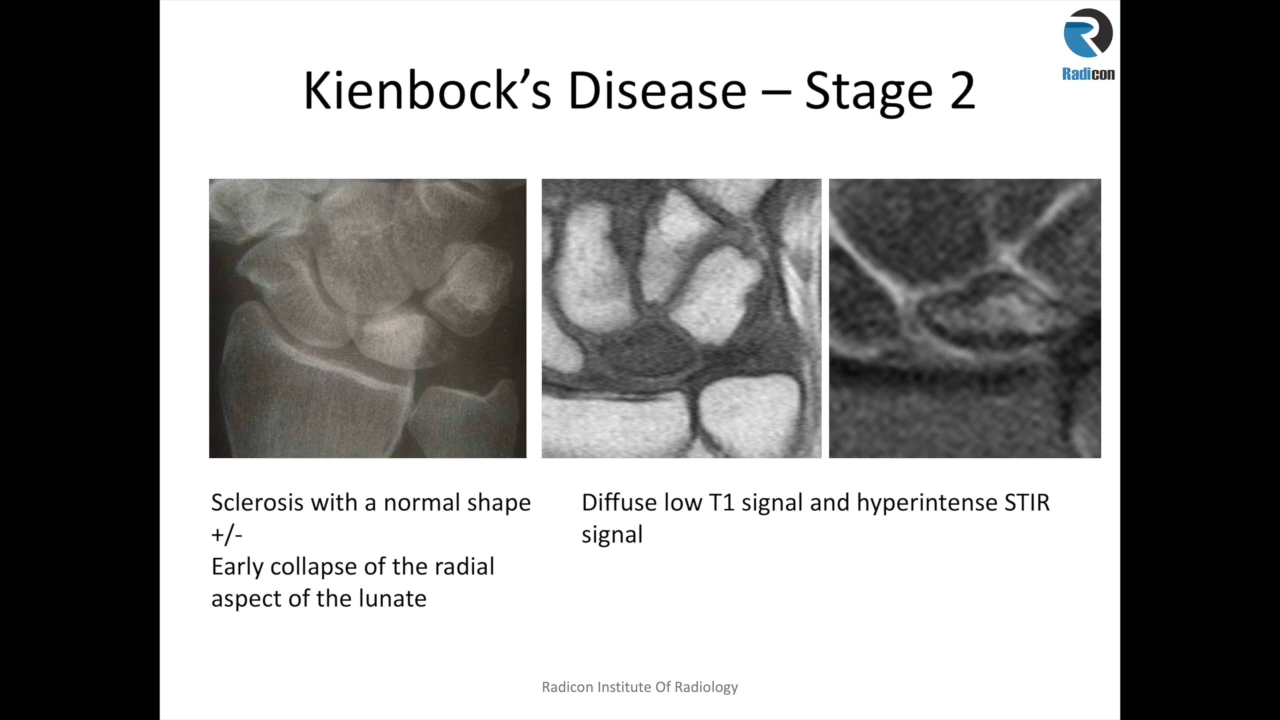 Radicon
Kienbock’s Disease – Stage 2
Sclerosis with a normal shape
+/-
Early collapse of the radial
aspect of the lunate
Diffuse low T1 signal and hyperintense STIR
signal
Radicon Institute Of Radiology